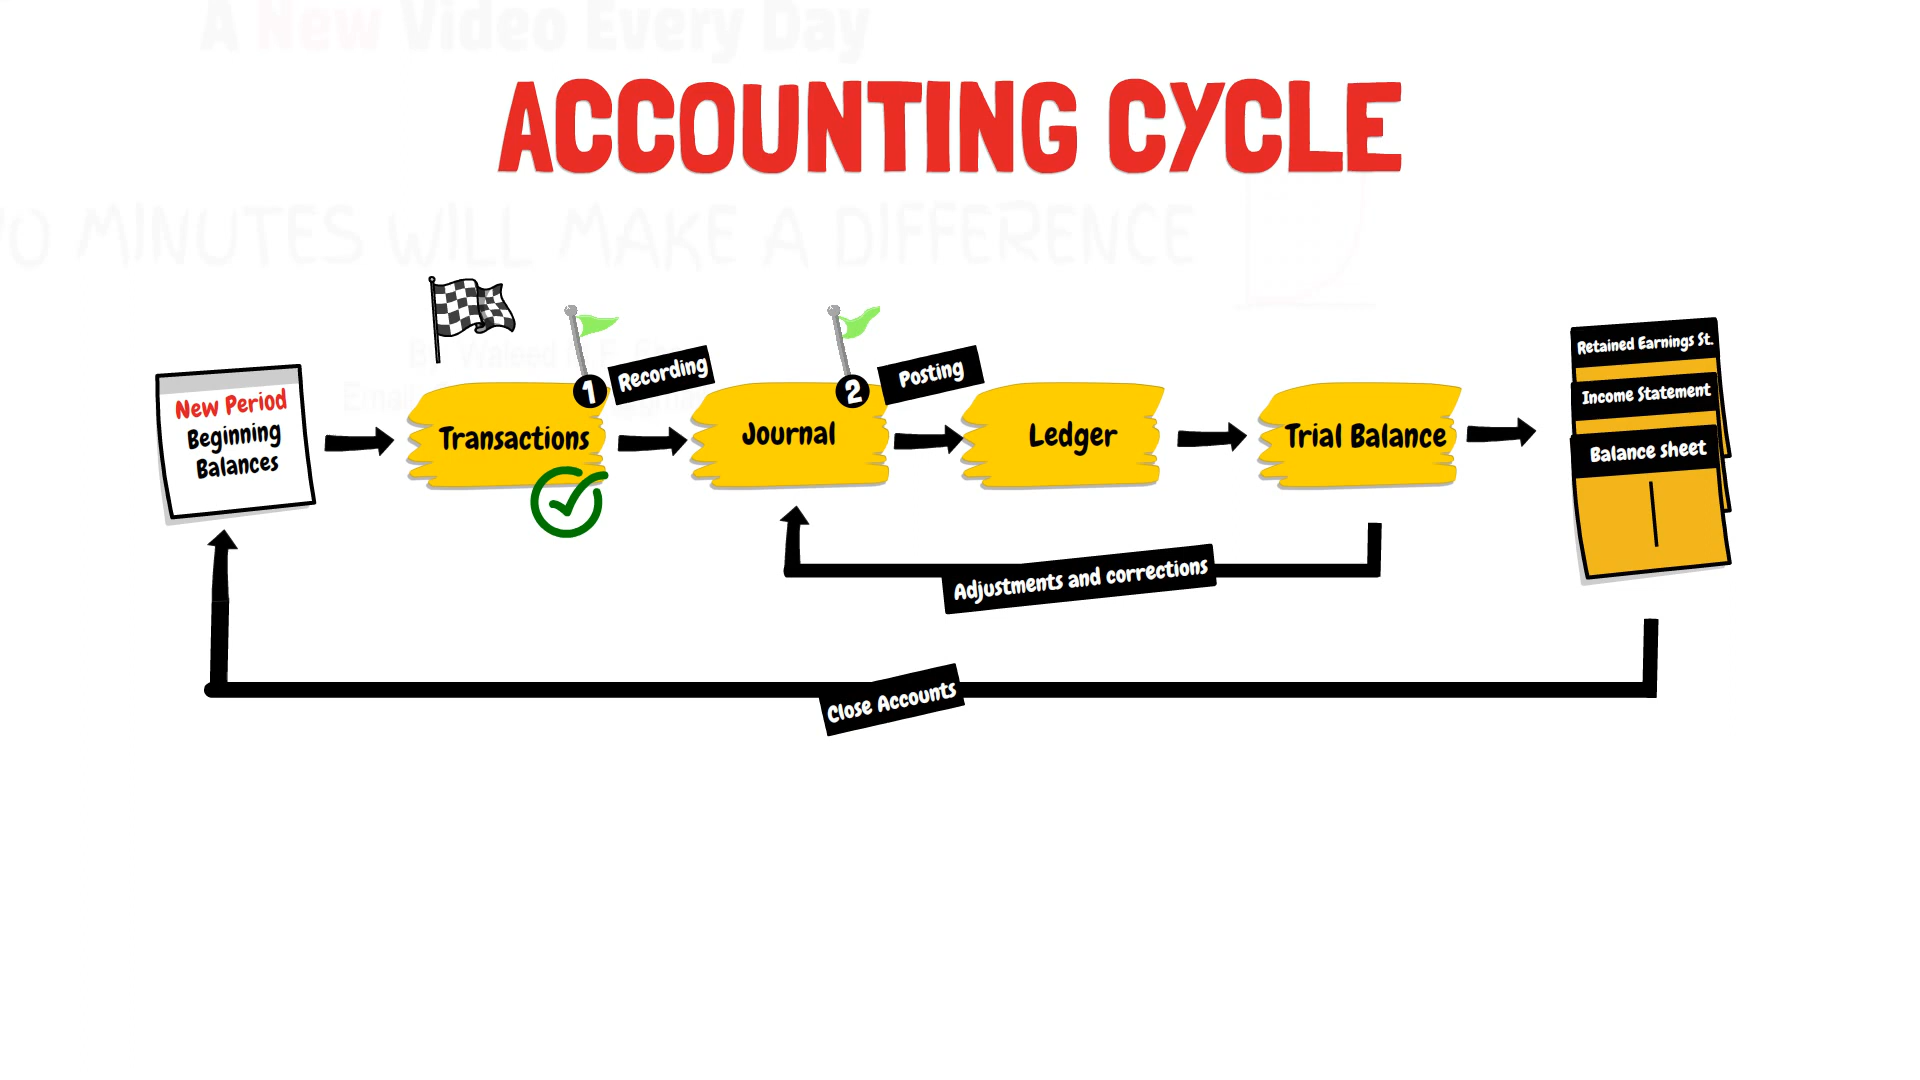 A New Video Every Day
ACCOUNTING CYCLE
O MINUTES WILL MAKE A DIFFERENCE
New Period
Beginning
Balances
Transactions
1
Recording
Journal
2
Posting
Ledger
Trial Balance
Retained Earnings St.
Income Statement
Balance sheet
Adjustments and corrections
Close Accounts